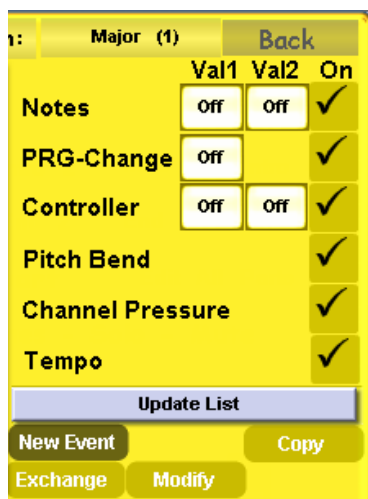 n: Major (1) Back
Val1 Val2 On
Notes Off Off
PRG-Change Off
Controller Off Off
Pitch Bend
Channel Pressure
Tempo
Update List
New Event Copy
Exchange Modify